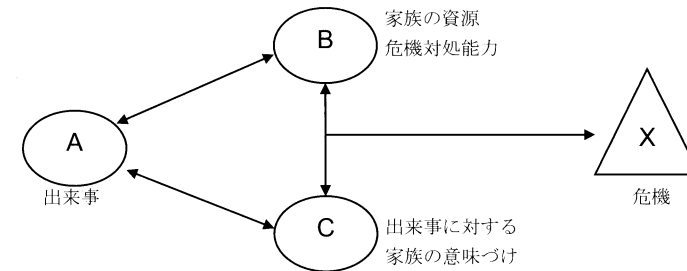 B
家族の資源
危機対処能力
A
出来事
X
危機
C
出来事に対する
家族の意味づけ